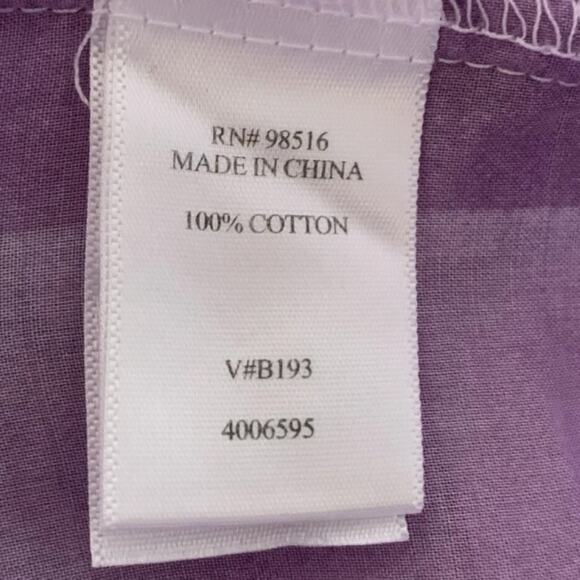 RN# 98516
MADE IN CHINA
100% COTTON
V#B193
4006595